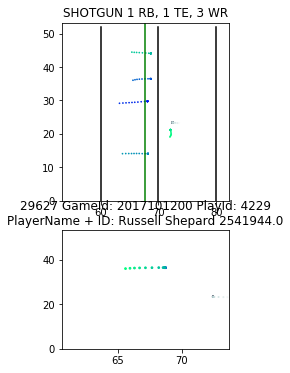 SHOTGUN 1 RB, 1 TE, 3 WR
50
40
30
20
10
0
60 70 80
29627 GameId: 2017101200 PlayId: 4229
PlayerName + ID: Russell Shepard 2541944.0
40
20
0
65 70